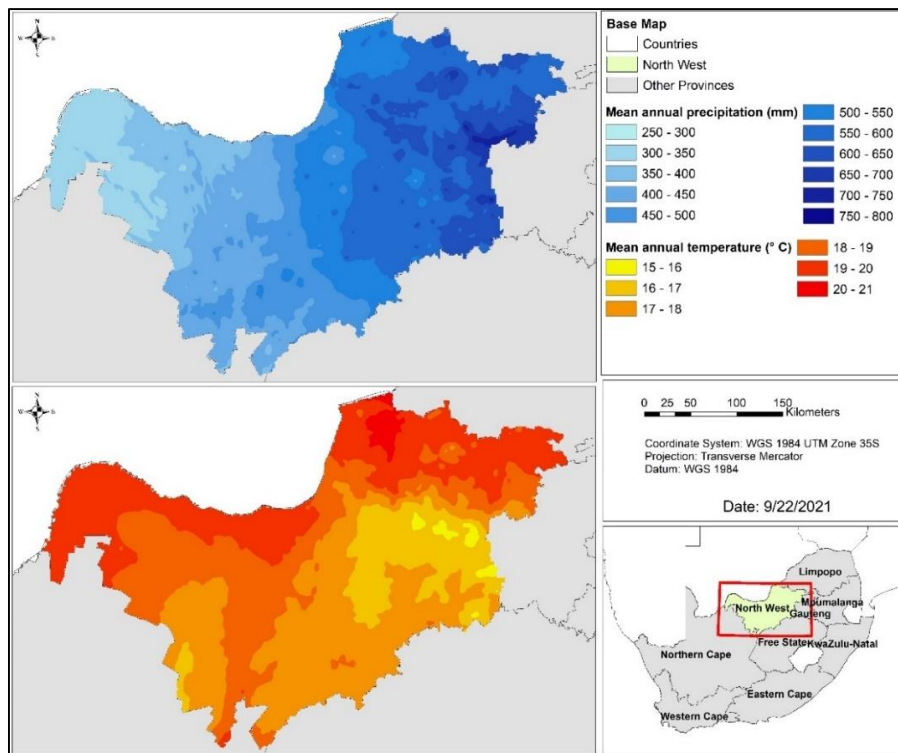 N
W E
S
Base Map
Countries
North West
Other Provinces
Mean annual precipitation (mm)
250 - 300
300 - 350
350 - 400
400 - 450
450 - 500
500 - 550
550 - 600
600 - 650
650 - 700
700 - 750
750 - 800
Mean annual temperature (° C)
15 - 16
16 - 17
17 - 18
18 - 19
19 - 20
20 - 21
N
W E
S
0 25 50 100 150
Kilometers
Coordinate System: WGS 1984 UTM Zone 35S
Projection: Transverse Mercator
Datum: WGS 1984
Date: 9/22/2021
Limpopo
North West
Mpumalanga
Gauteng
Free State
KwaZulu-Natal
Northern Cape
Eastern Cape
Western Cape